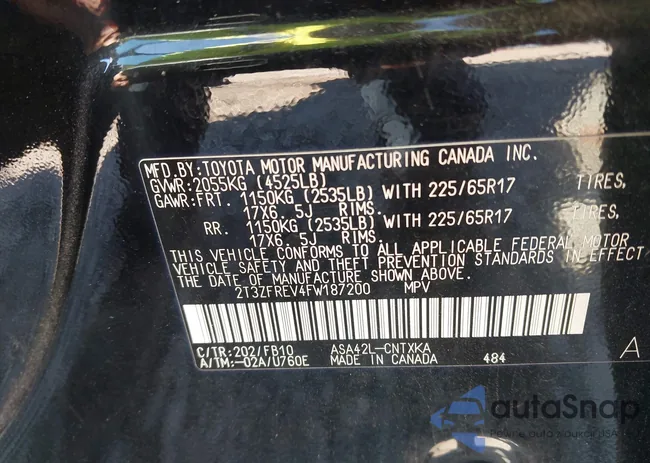 MFD.BY:TOYOTA MOTOR MANUFACTURING CANADA INC.
GVWR:2055KG (4525LB)
GAWR:FRT. 1150KG (2535LB) WITH 225/65R17 TIRES,
17X6. 5J RIMS.
RR. 1150KG (2535LB) WITH 225/65R17 TIRES,
17X6. 5J RIMS.
THIS VEHICLE CONFORMS TO ALL APPLICABLE FEDERAL MOTOR
VEHICLE SAFETY AND THEFT PREVENTION STANDARDS IN EFFECT
THE DATE OF MANUFACTURE SHOWN ABOVE.
2T3ZFREV4FW187200 MPV
C/TR:202/FB10 ASA42L-CNTXKA
A/TM:-02A/U760E MADE IN CANADA 484 A
autaSnap